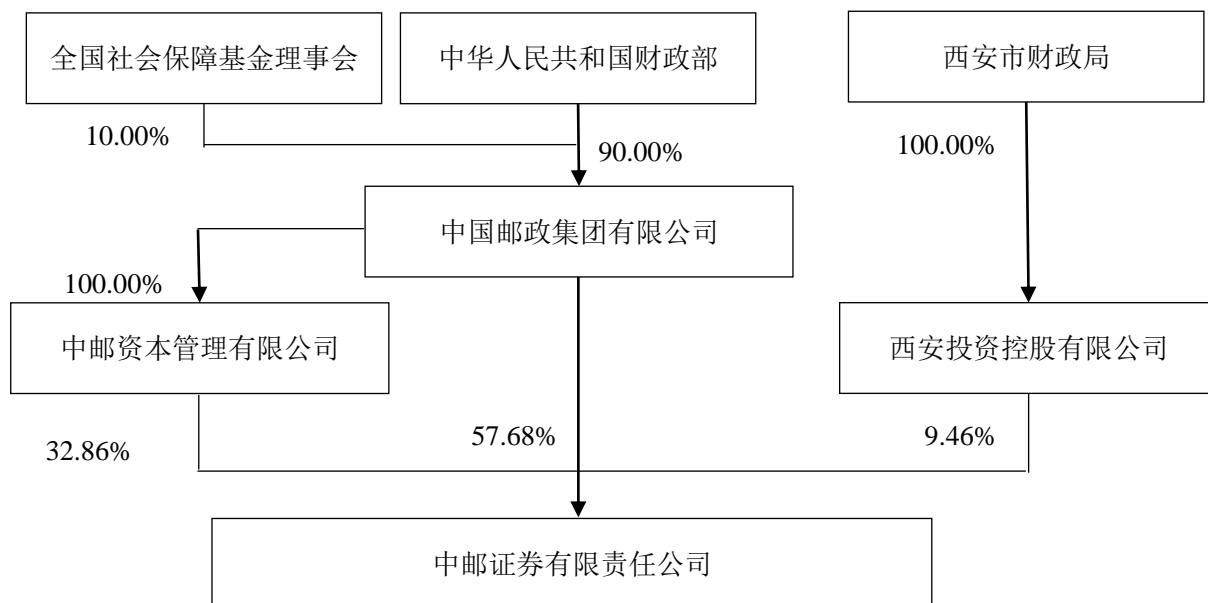 全国社会保障基金理事会
中华人民共和国财政部
西安市财政局
10.00%
90.00%
100.00%
中国邮政集团有限公司
100.00%
中邮资本管理有限公司
西安投资控股有限公司
32.86%
57.68%
9.46%
中邮证券有限责任公司